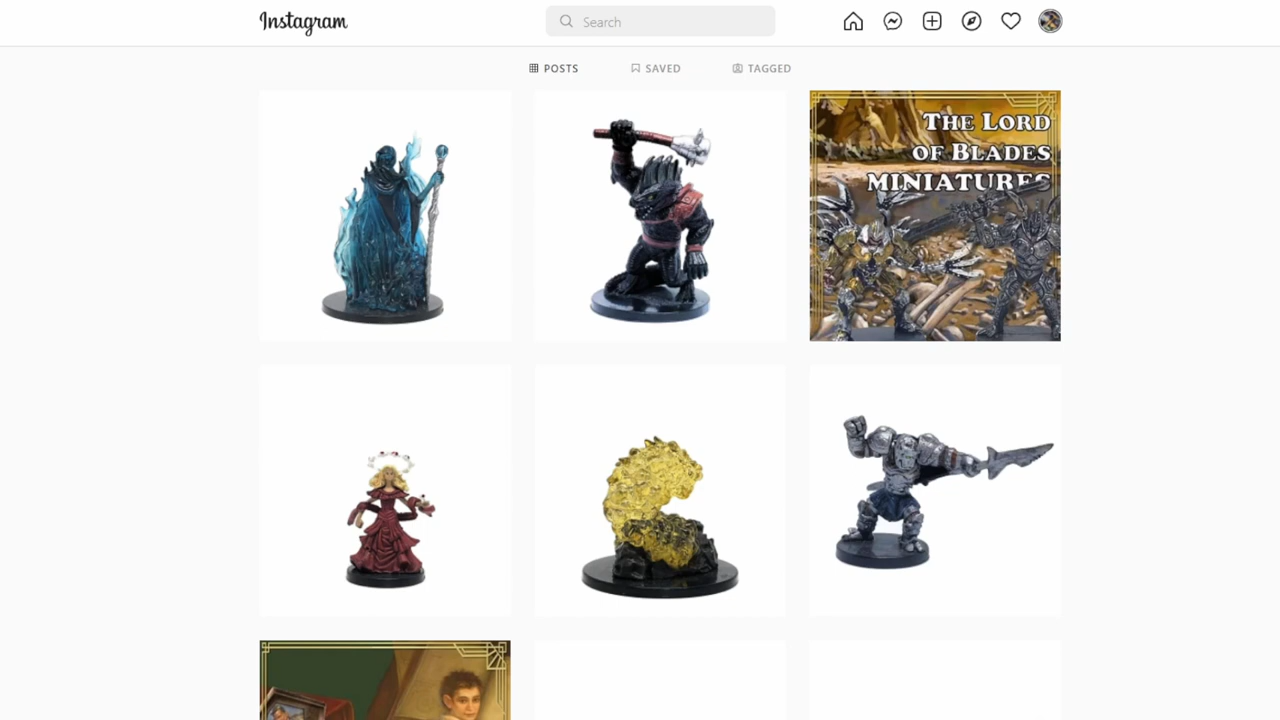 Instagram
Search
POSTS
SAVED
TAGGED
THE LORD
OF BLADES
MINIATURES